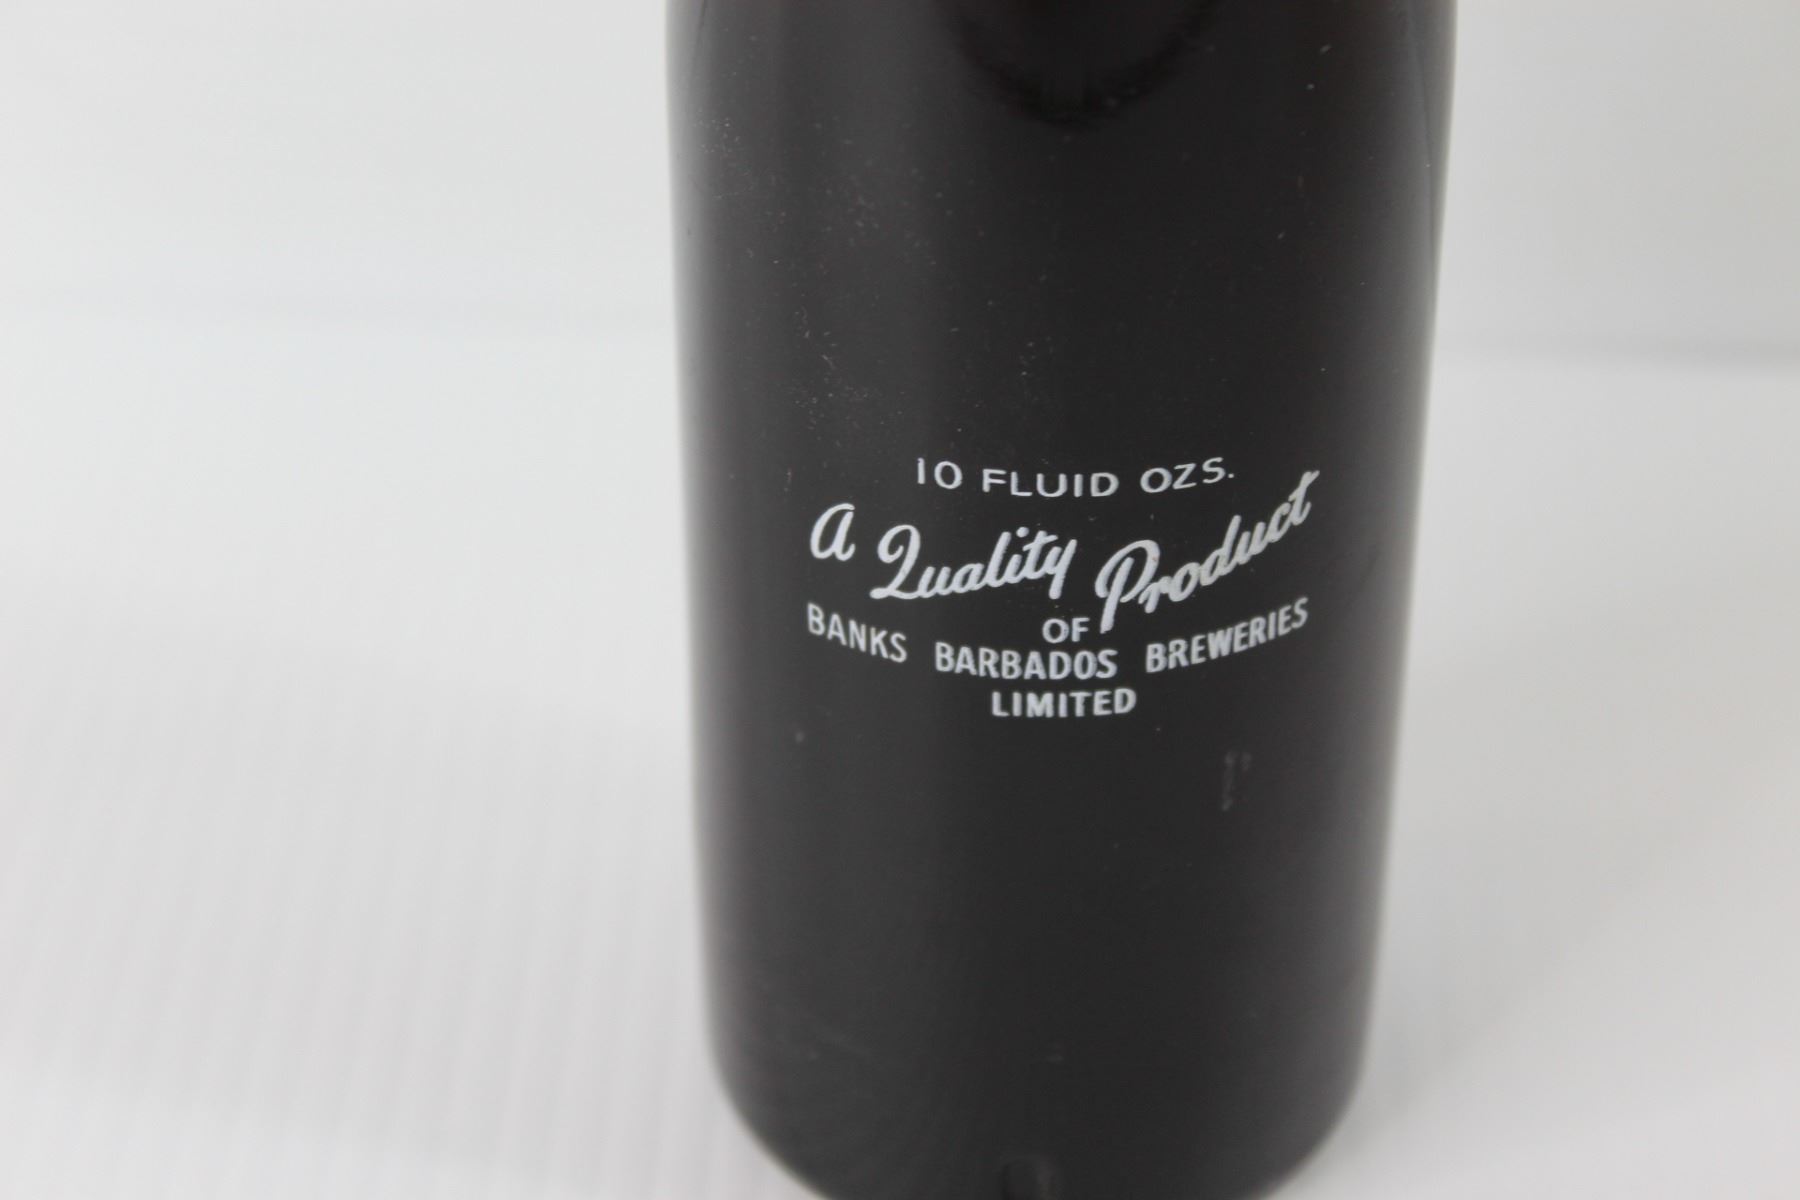 10 FLUID OZS.
A Quality Product
OF
BANKS BARBADOS BREWERIES
LIMITED